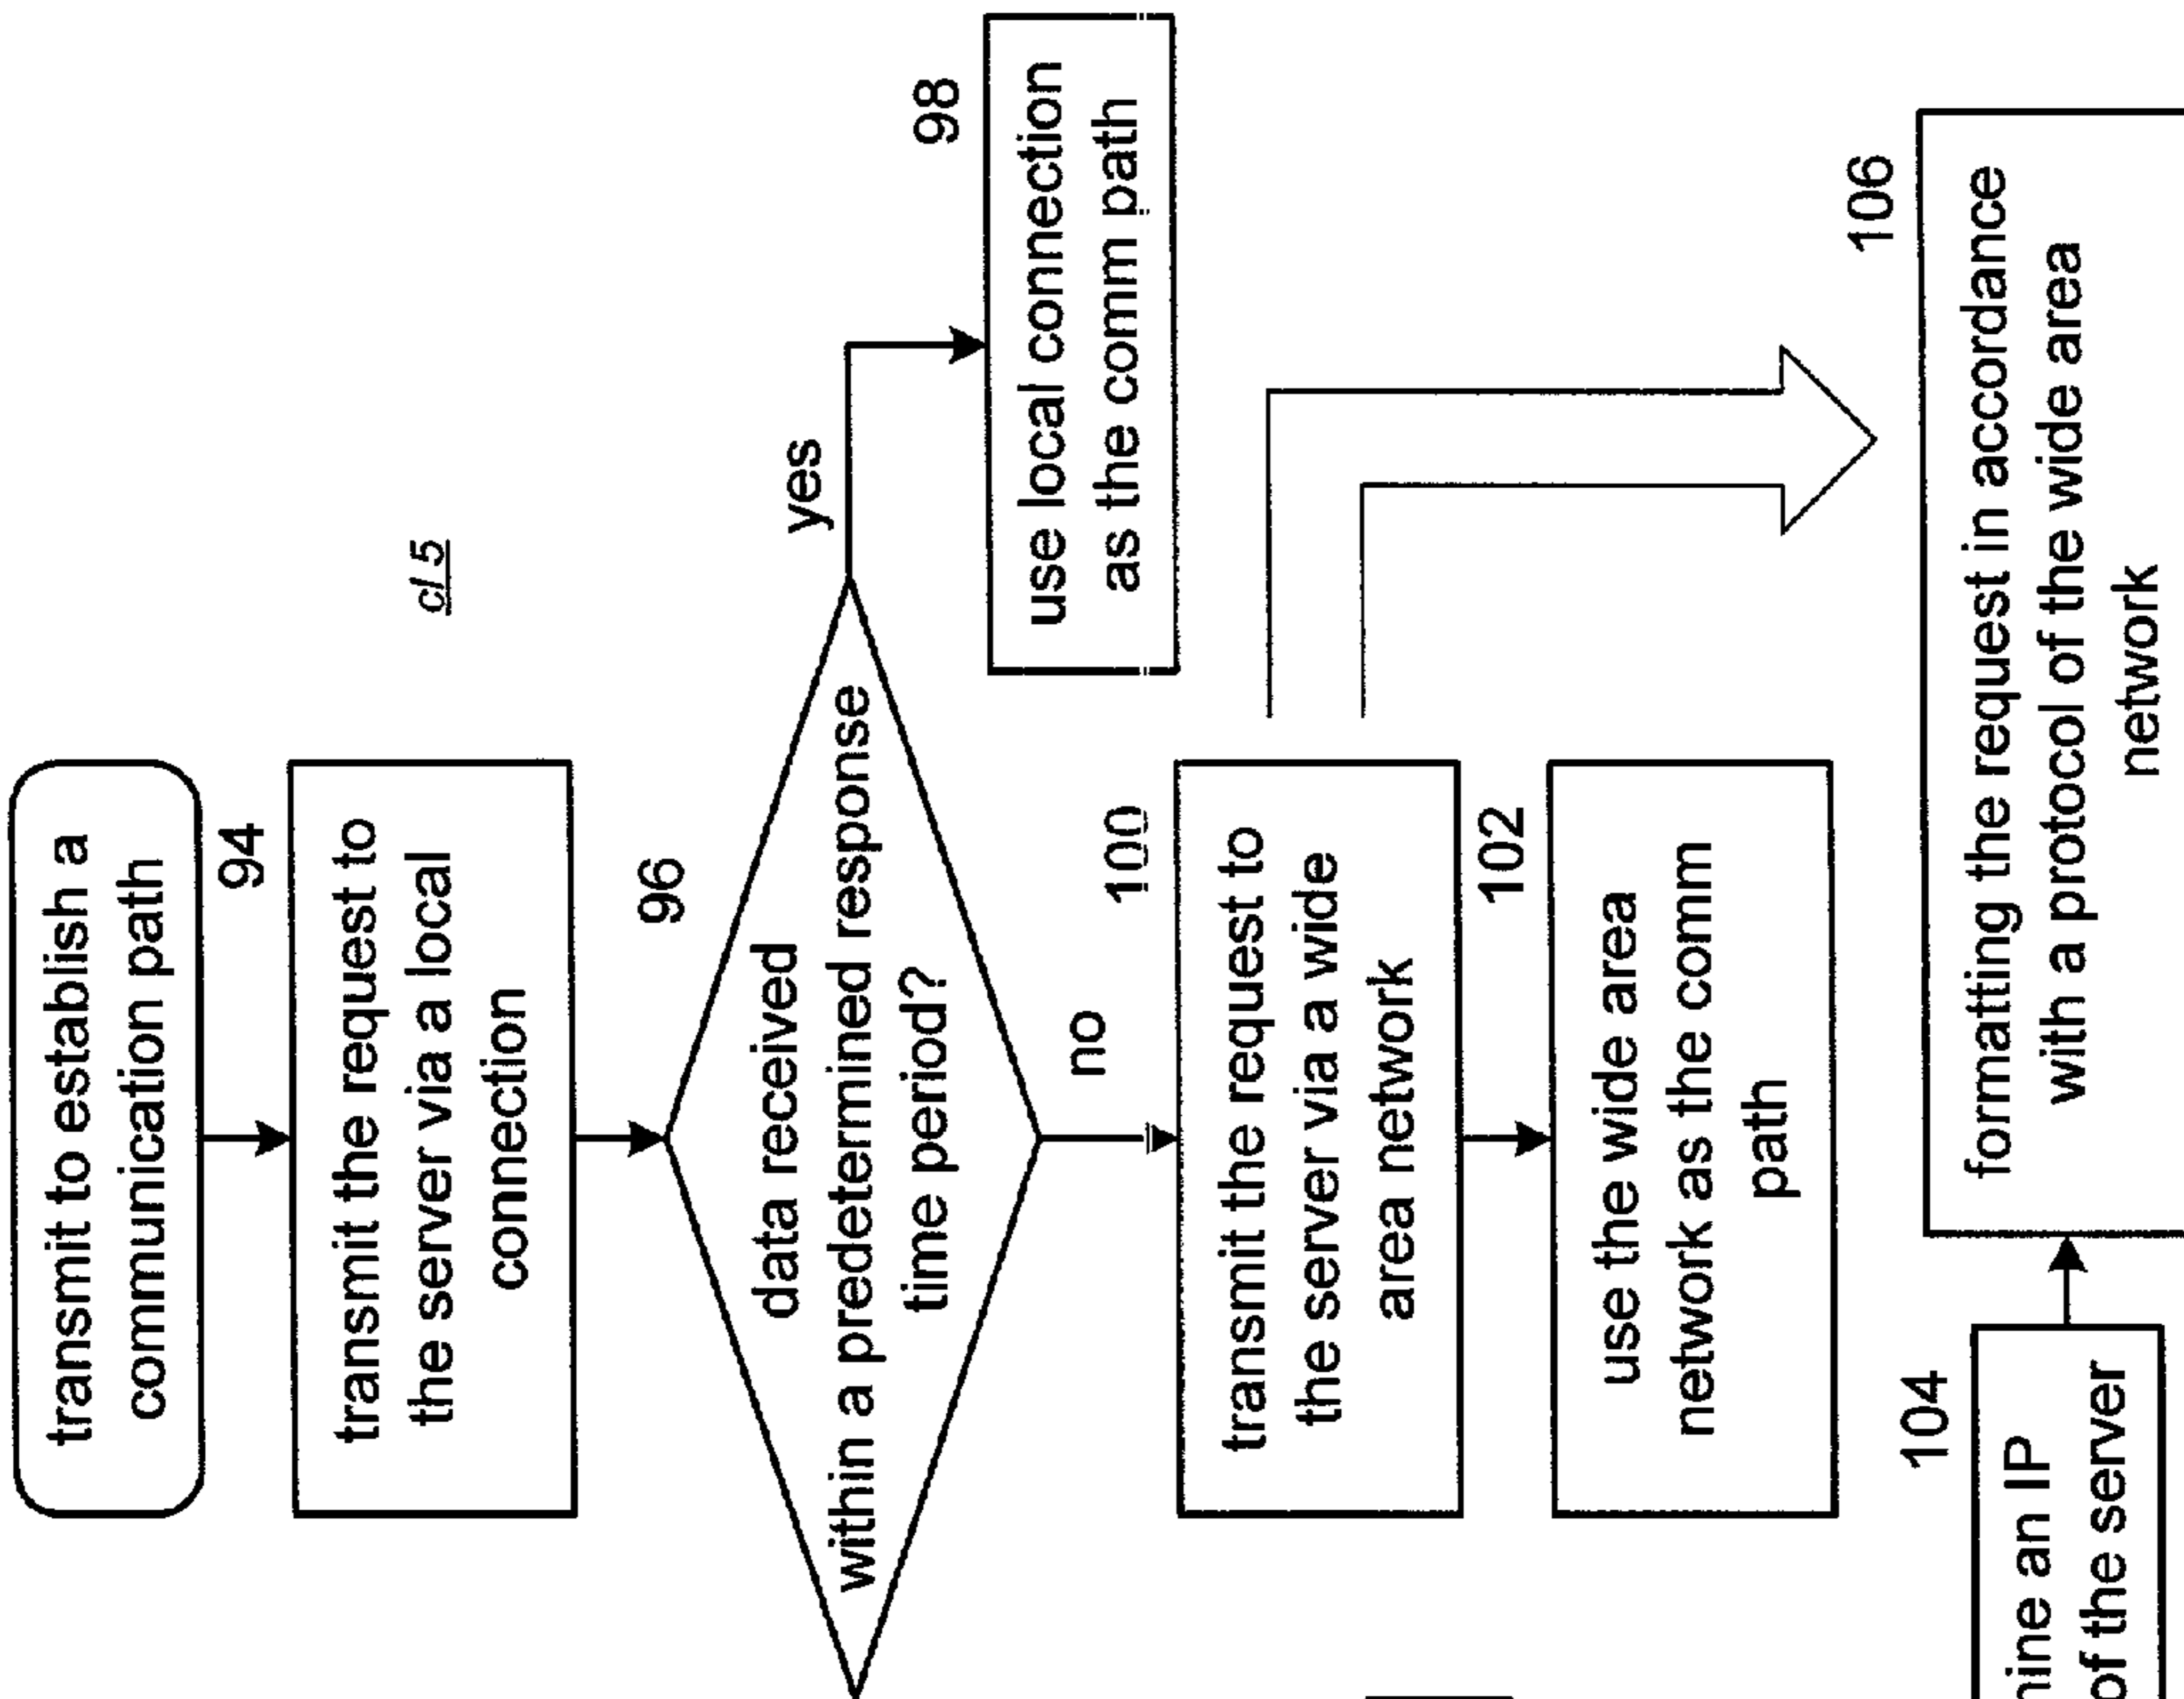 transmit to establish a
communication path
94
transmit the request to
the server via a local
connection
cl 5
96
data received
within a predetermined response
time period?
yes
98
use local connection
as the comm path
no
100
transmit the request to
the server via a wide
area network
102
use the wide area
network as the comm
path
104
an IP
of the server
106
formatting the request in accordance
with a protocol of the wide area
network